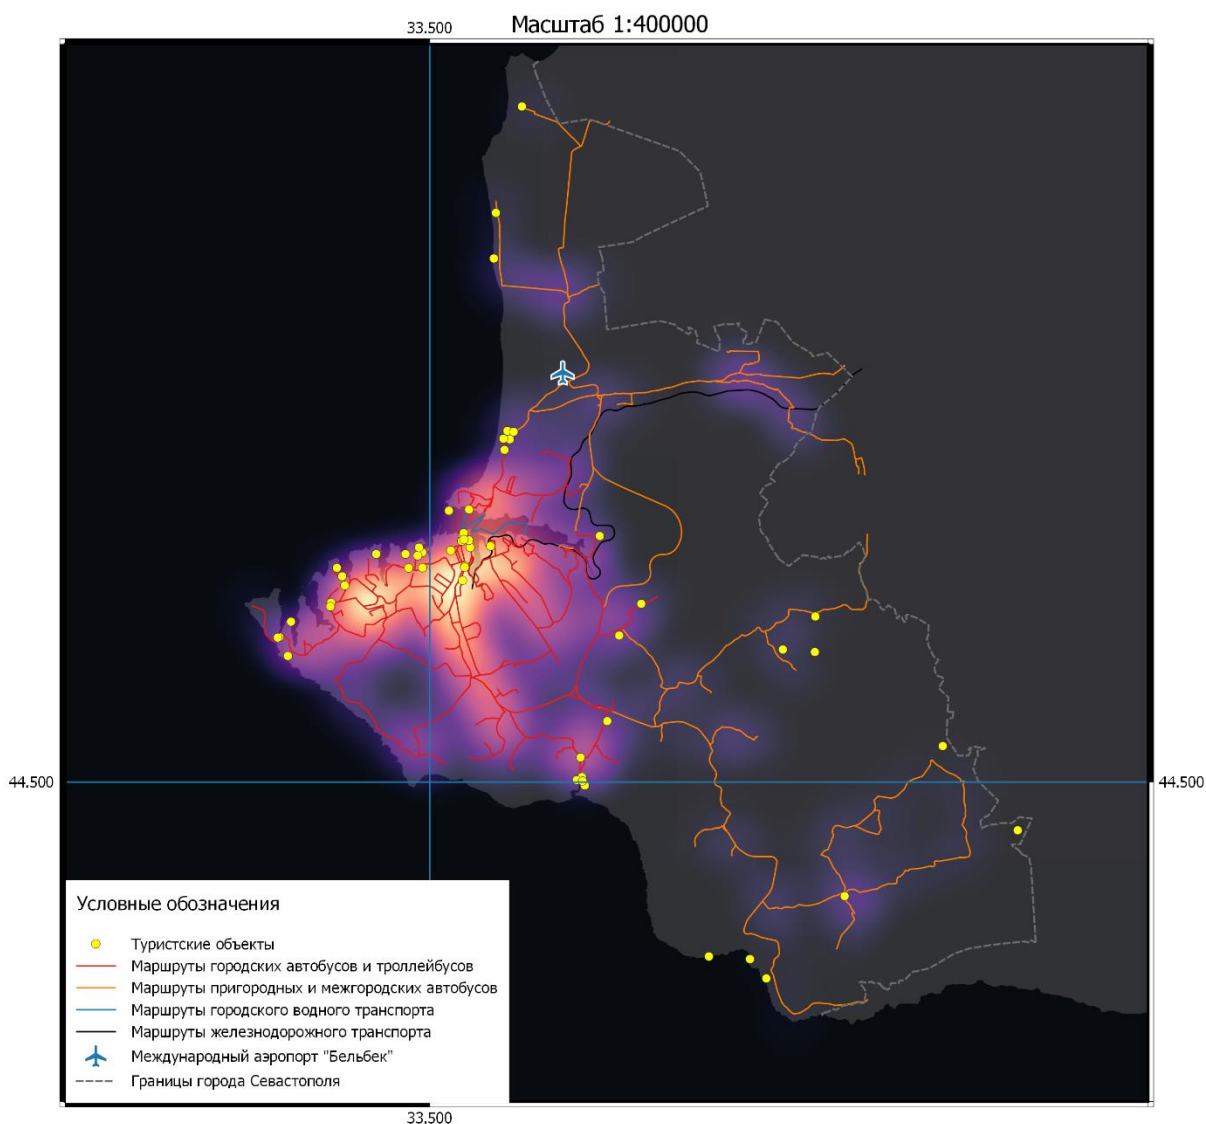 Масштаб 1:400000
33.500
44.500
44.500
Условные обозначения
Туристские объекты
Маршруты городских автобусов и троллейбусов
Маршруты пригородных и межгородских автобусов
Маршруты городского водного транспорта
Маршруты железнодорожного транспорта
Международный аэропорт "Бельбек"
Границы города Севастополя
33.500